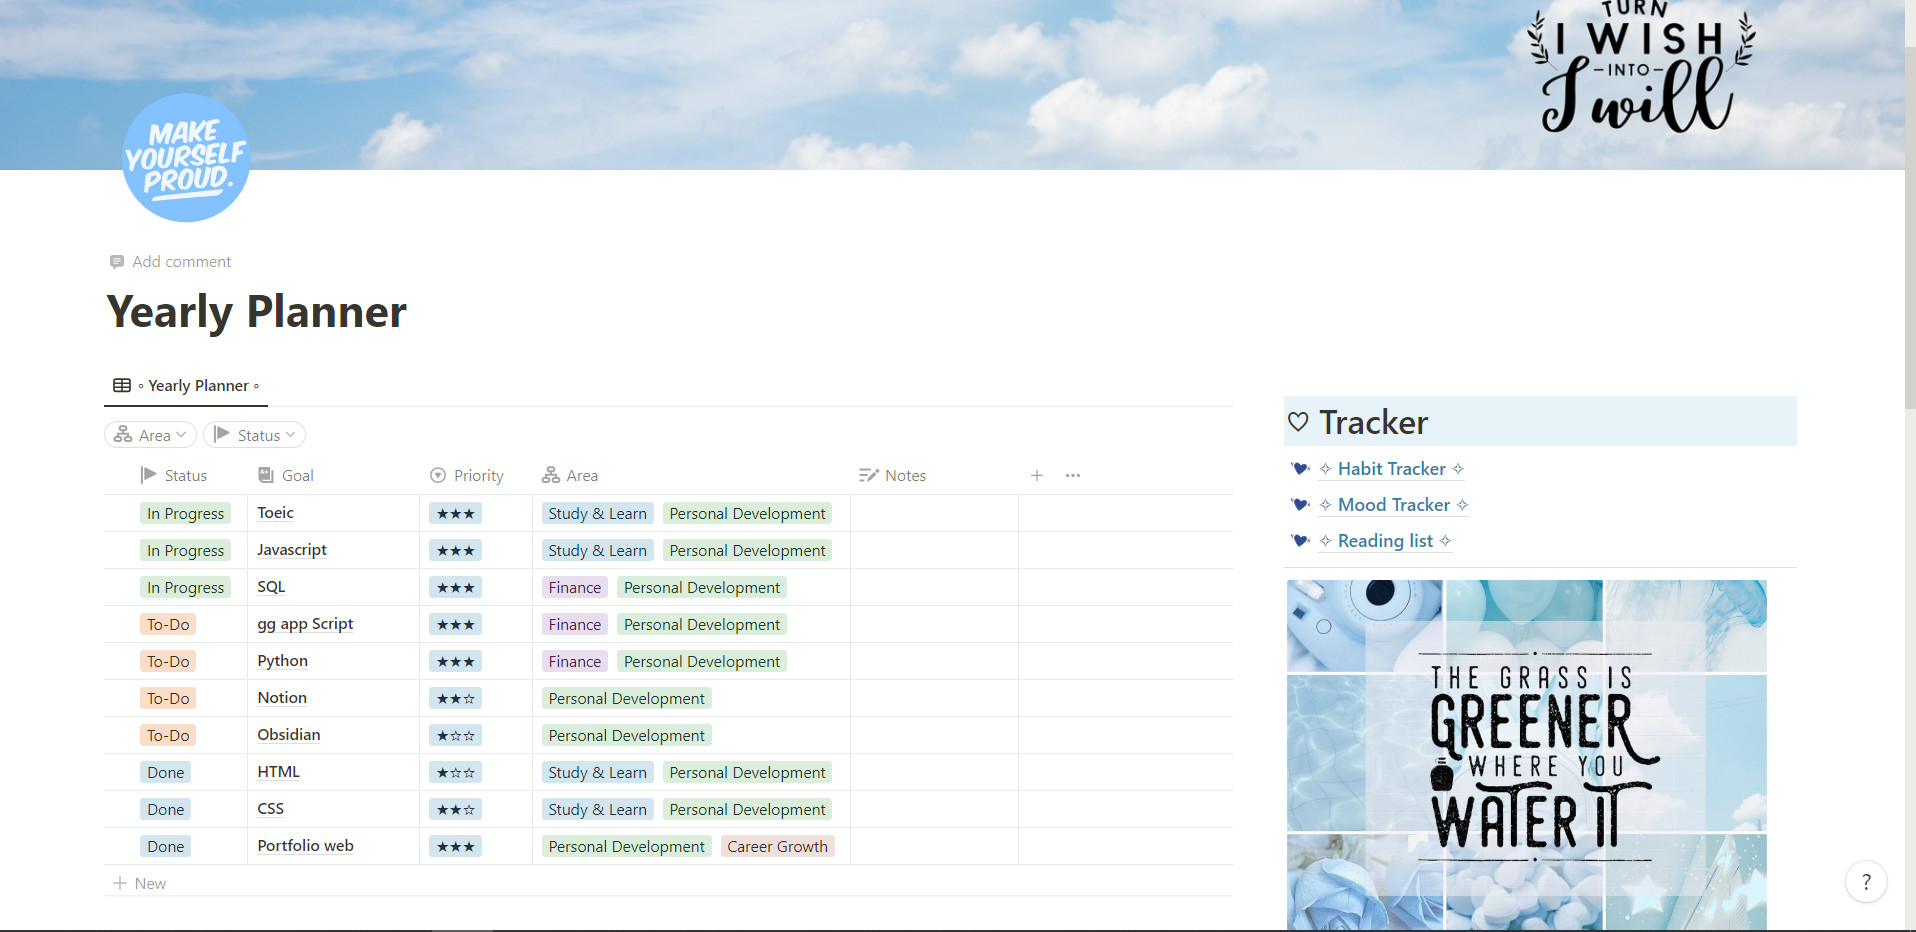 TURN
I WISH
-INTO-
I will
MAKE
YOURSELF
PROUD.
Add comment
Yearly Planner
◦ Yearly Planner ◦
Area
Status
Status Goal Priority Area Notes
In Progress Toeic ★★★ Study & Learn Personal Development
In Progress Javascript ★★★ Study & Learn Personal Development
In Progress SQL ★★★ Finance Personal Development
To-Do gg app Script ★★★ Finance Personal Development
To-Do Python ★★★ Finance Personal Development
To-Do Notion ★★☆ Personal Development
To-Do Obsidian ★☆☆ Personal Development
Done HTML ★☆☆ Study & Learn Personal Development
Done CSS ★★☆ Study & Learn Personal Development
Done Portfolio web ★★★ Personal Development Career Growth
+ New
♡ Tracker
✧ Habit Tracker ✧
✧ Mood Tracker ✧
✧ Reading list ✧
THE GRASS IS
GREENER
WHERE YOU
WATER IT
?